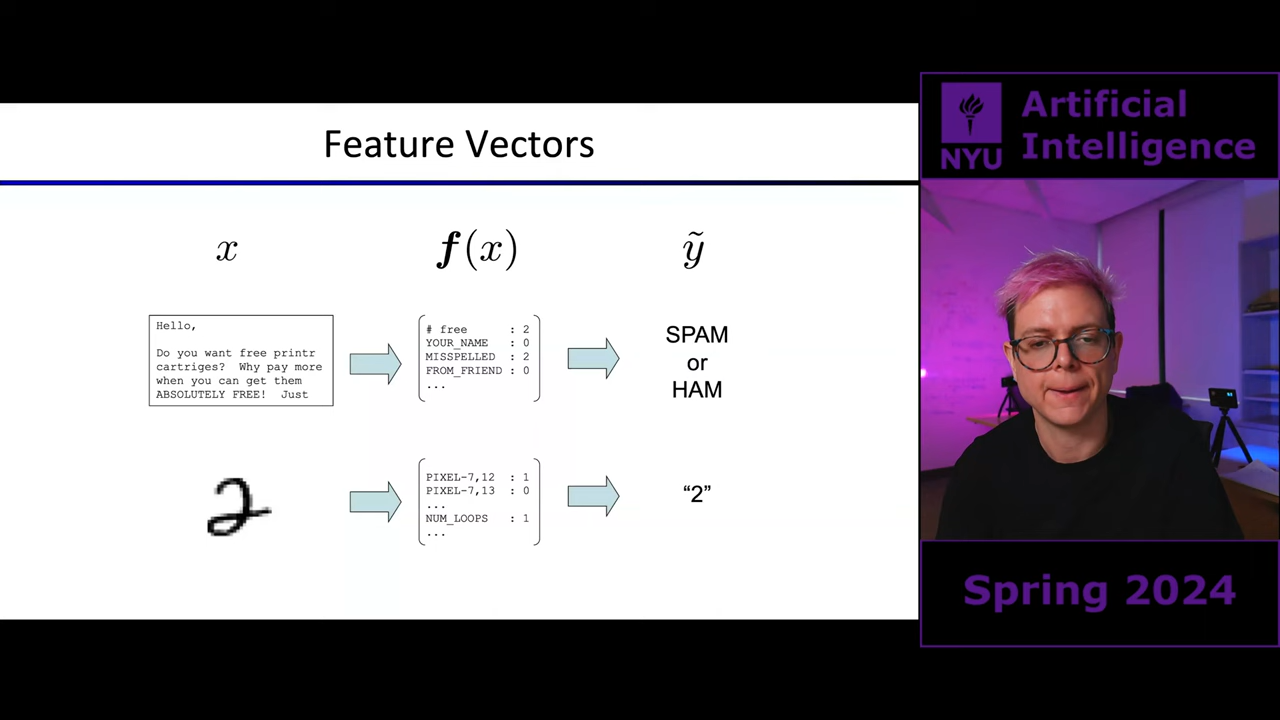 Feature Vectors
x
f(x)
ỹ
Hello,
Do you want free printr
cartriges? Why pay more
when you can get them
ABSOLUTELY FREE! Just
# free : 2
YOUR_NAME : 0
MISSPELLED : 2
FROM_FRIEND : 0
...
SPAM
or
HAM
2
PIXEL-7,12 : 1
PIXEL-7,13 : 0
...
NUM_LOOPS : 1
...
“2”
NYU
Artificial
Intelligence
Spring 2024